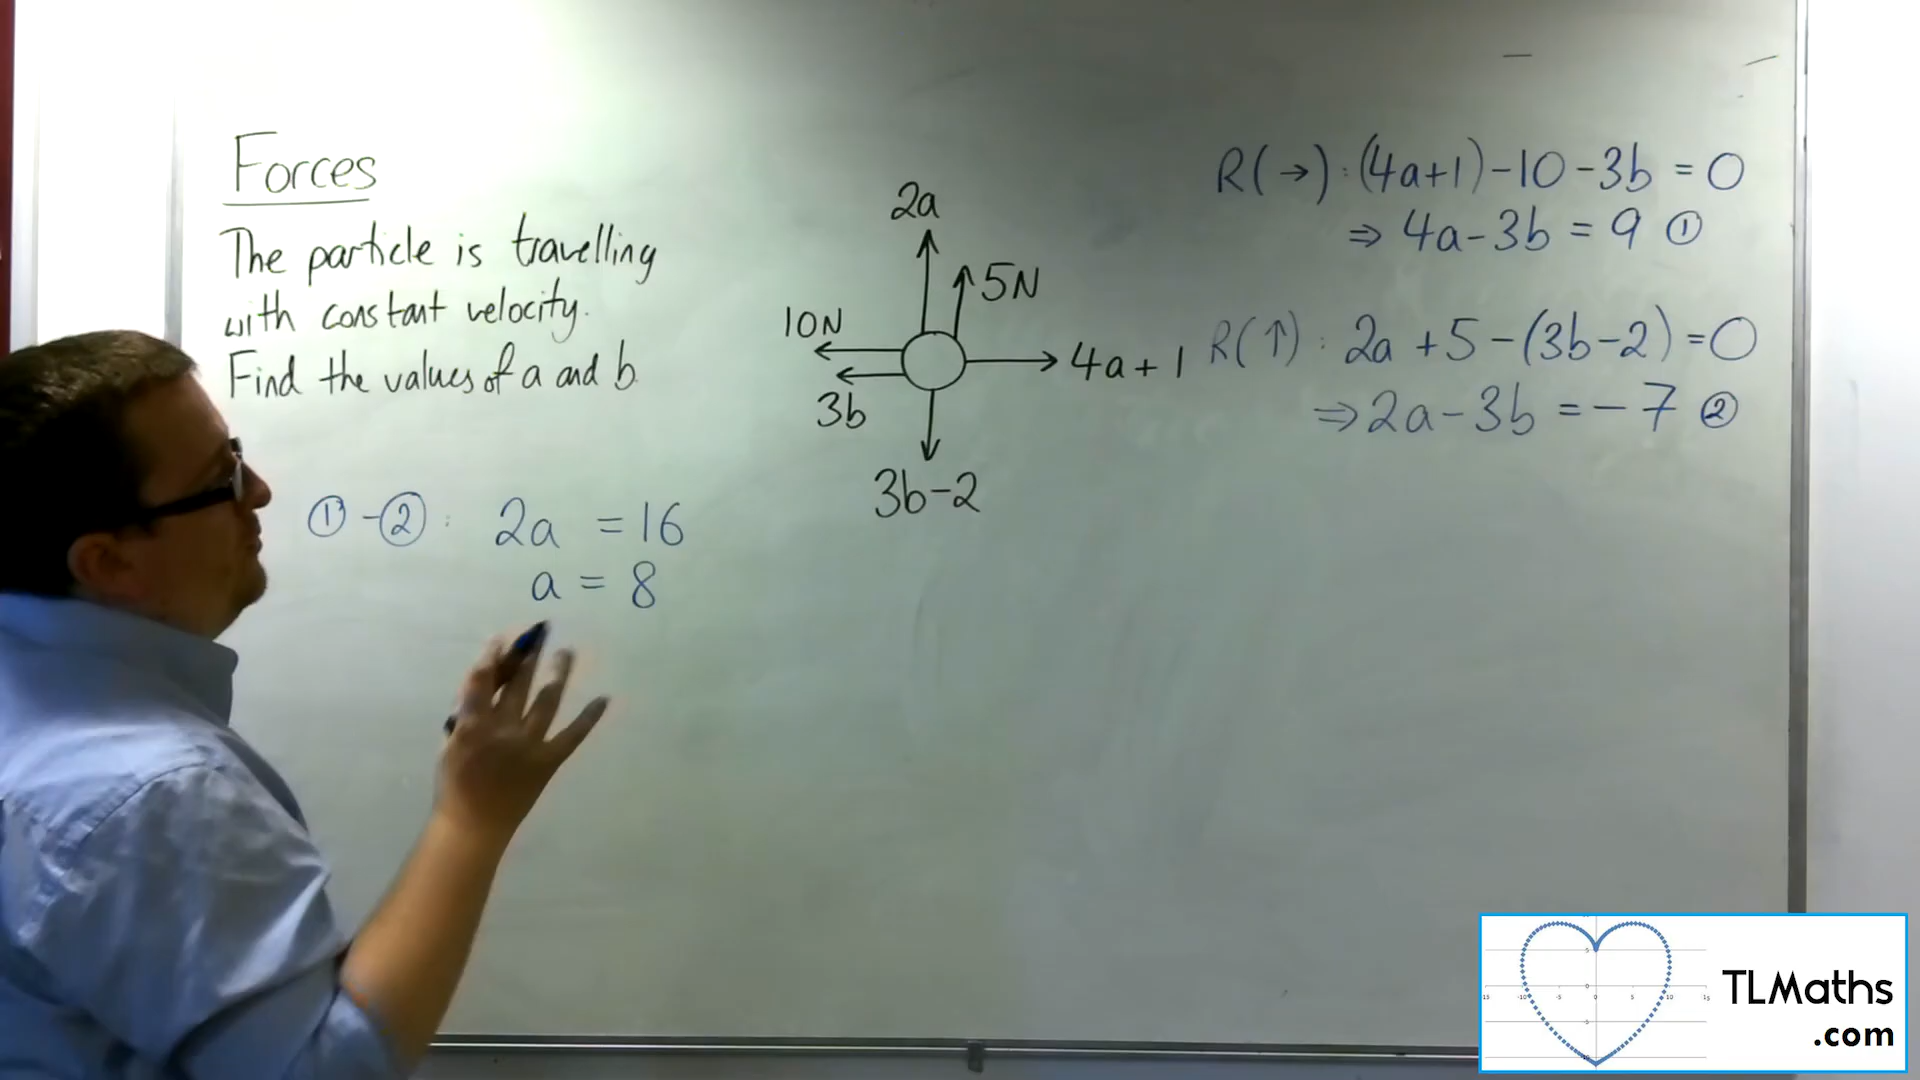 Forces
The particle is travelling
with constant velocity.
Find the values of a and b
① - ② : 2a = 16
a = 8
2a
5N
10N
4a + 1
3b
3b-2
R(→) : (4a+1) - 10 - 3b = 0
⇒ 4a - 3b = 9 ①
R(↑) : 2a + 5 - (3b - 2) = 0
⇒ 2a - 3b = - 7 ②
TLMaths
.com